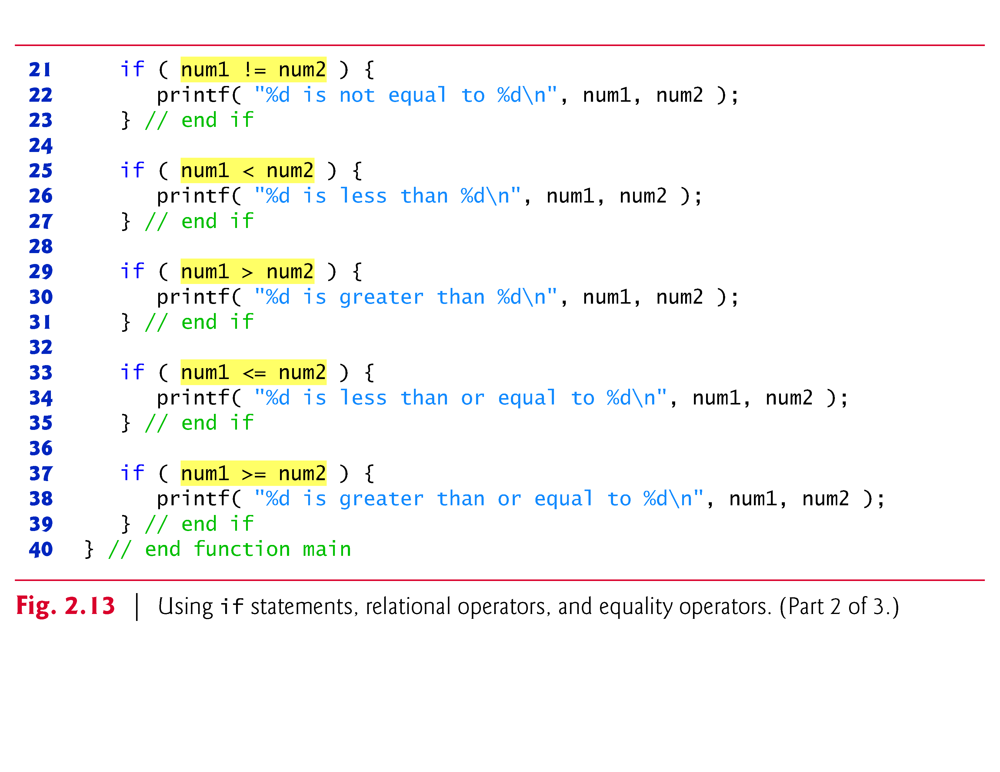 21 if ( num1 != num2 ) {
22 printf( "%d is not equal to %d\n", num1, num2 );
23 } // end if
24
25 if ( num1 < num2 ) {
26 printf( "%d is less than %d\n", num1, num2 );
27 } // end if
28
29 if ( num1 > num2 ) {
30 printf( "%d is greater than %d\n", num1, num2 );
31 } // end if
32
33 if ( num1 <= num2 ) {
34 printf( "%d is less than or equal to %d\n", num1, num2 );
35 } // end if
36
37 if ( num1 >= num2 ) {
38 printf( "%d is greater than or equal to %d\n", num1, num2 );
39 } // end if
40 } // end function main
Fig. 2.13 | Using if statements, relational operators, and equality operators. (Part 2 of 3.)